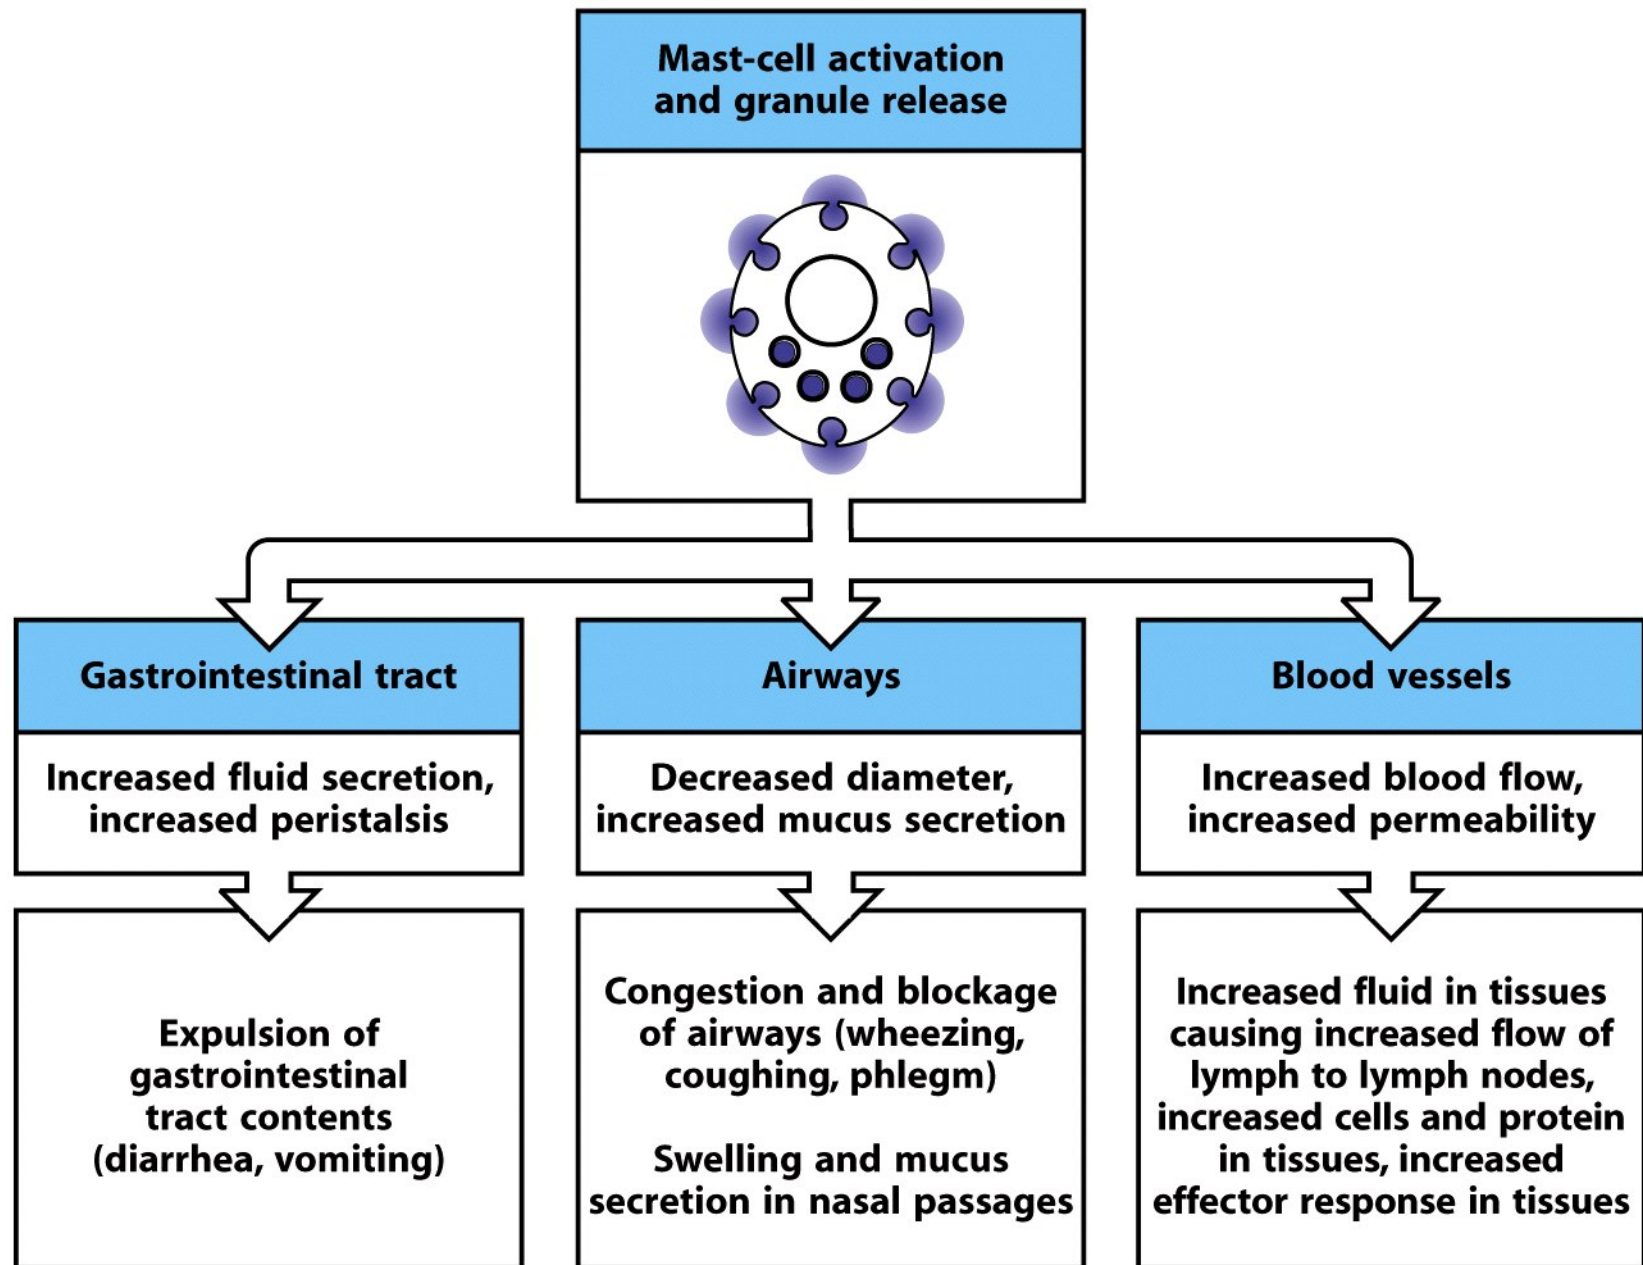 Mast-cell activation
and granule release
Gastrointestinal tract
Increased fluid secretion,
increased peristalsis
Expulsion of
gastrointestinal
tract contents
(diarrhea, vomiting)
Airways
Decreased diameter,
increased mucus secretion
Congestion and blockage
of airways (wheezing,
coughing, phlegm)
Swelling and mucus
secretion in nasal passages
Blood vessels
Increased blood flow,
increased permeability
Increased fluid in tissues
causing increased flow of
lymph to lymph nodes,
increased cells and protein
in tissues, increased
effector response in tissues